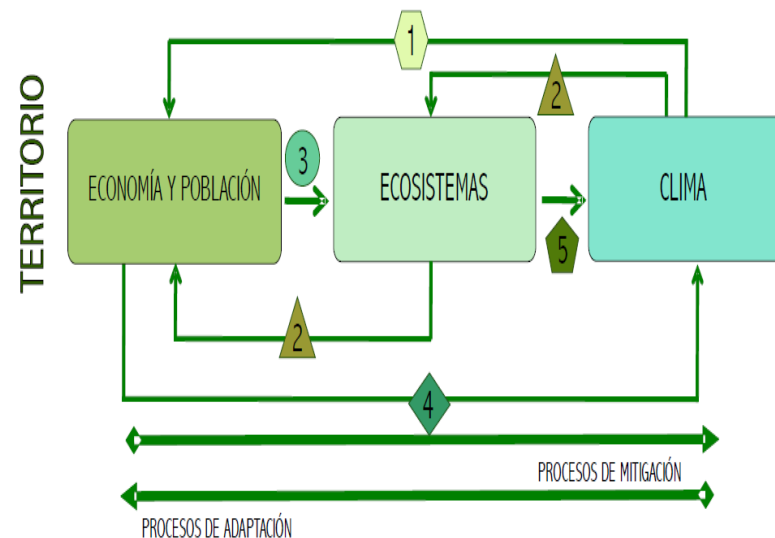 TERRITORIO
1
2
ECONOMÍA Y POBLACIÓN
3
ECOSISTEMAS
CLIMA
5
2
4
PROCESOS DE MITIGACIÓN
PROCESOS DE ADAPTACIÓN